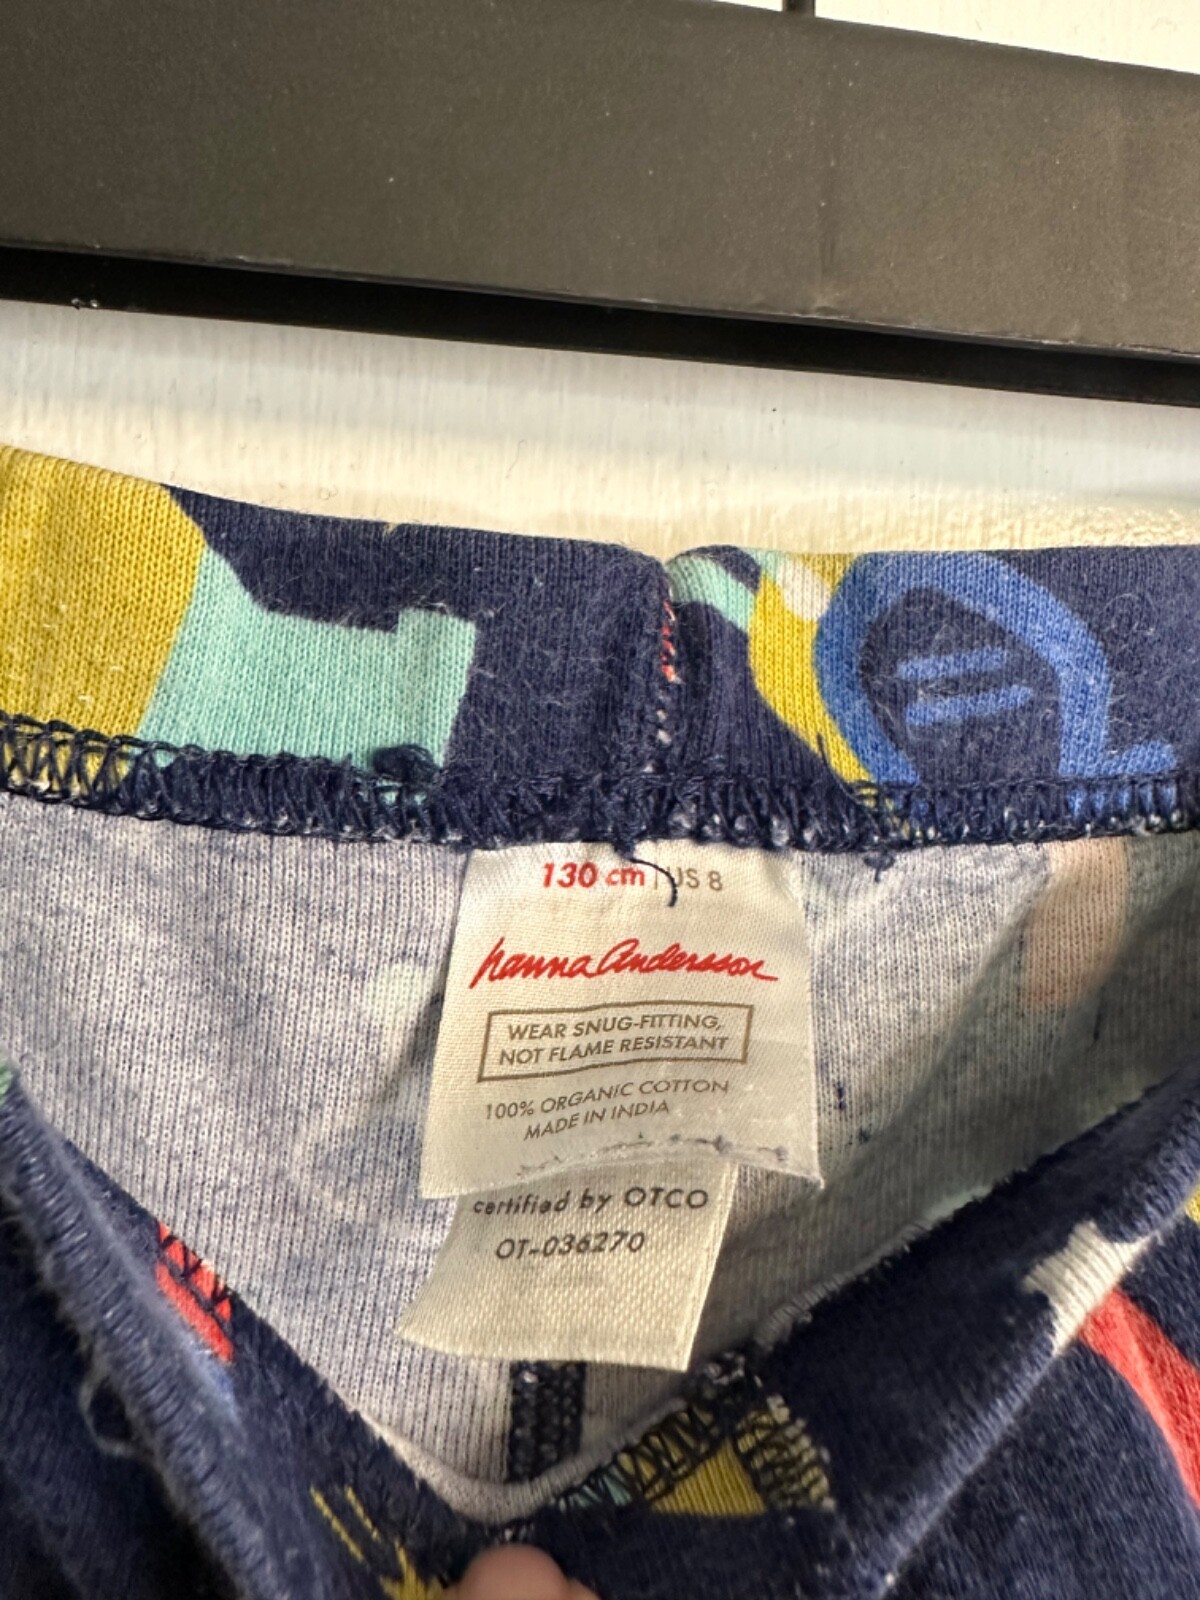 130 cm | US 8
hanna Andersson
WEAR SNUG-FITTING,
NOT FLAME RESISTANT
100% ORGANIC COTTON
MADE IN INDIA
certified by OTCO
OT-036270